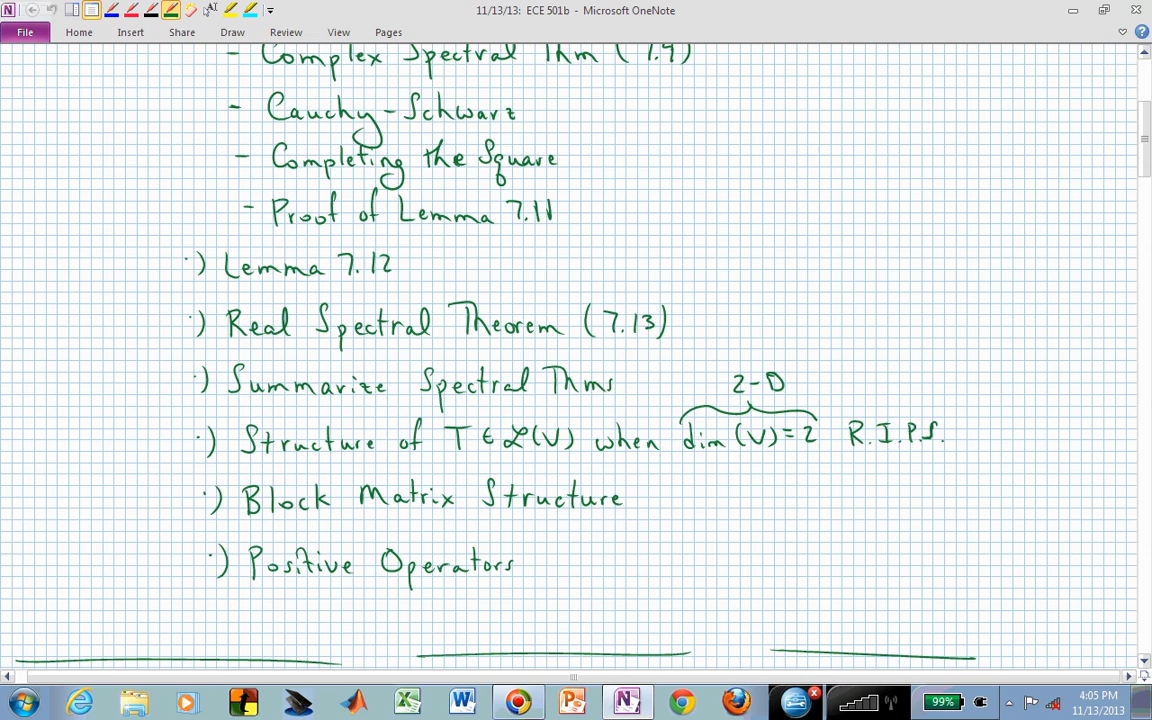 11/13/13: ECE 501b - Microsoft OneNote
File Home Insert Share Draw Review View Pages
- Complex Spectral Thm (7.9)
- Cauchy-Schwarz
- Completing the Square
- Proof of Lemma 7.11
·) Lemma 7.12
·) Real Spectral Theorem (7.13)
·) Summarize Spectral Thms
2-D
·) Structure of T ∈ ℒ(V) when dim(V)=2 R.I.P.S.
·) Block Matrix Structure
·) Positive Operators
99%
4:05 PM
11/13/2013